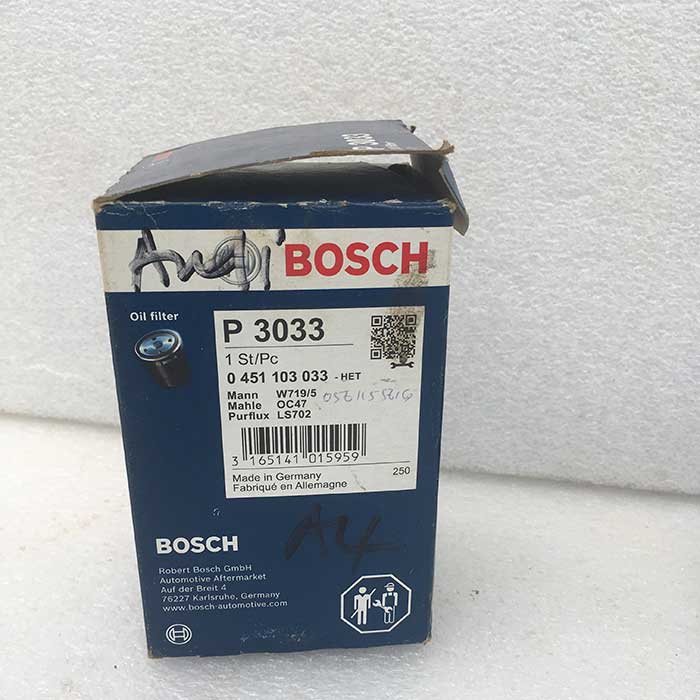 Audi BOSCH
Oil filter
P 3033
1 St/Pc
0 451 103 033 - HET
Mann W719/5
Mahle OC47
Purflux LS702
3 165141 015959
Made in Germany 250
Fabriqué en Allemagne
A4
BOSCH
Robert Bosch GmbH
Automotive Aftermarket
Auf der Breit 4
76227 Karlsruhe, Germany
www.bosch-automotive.com